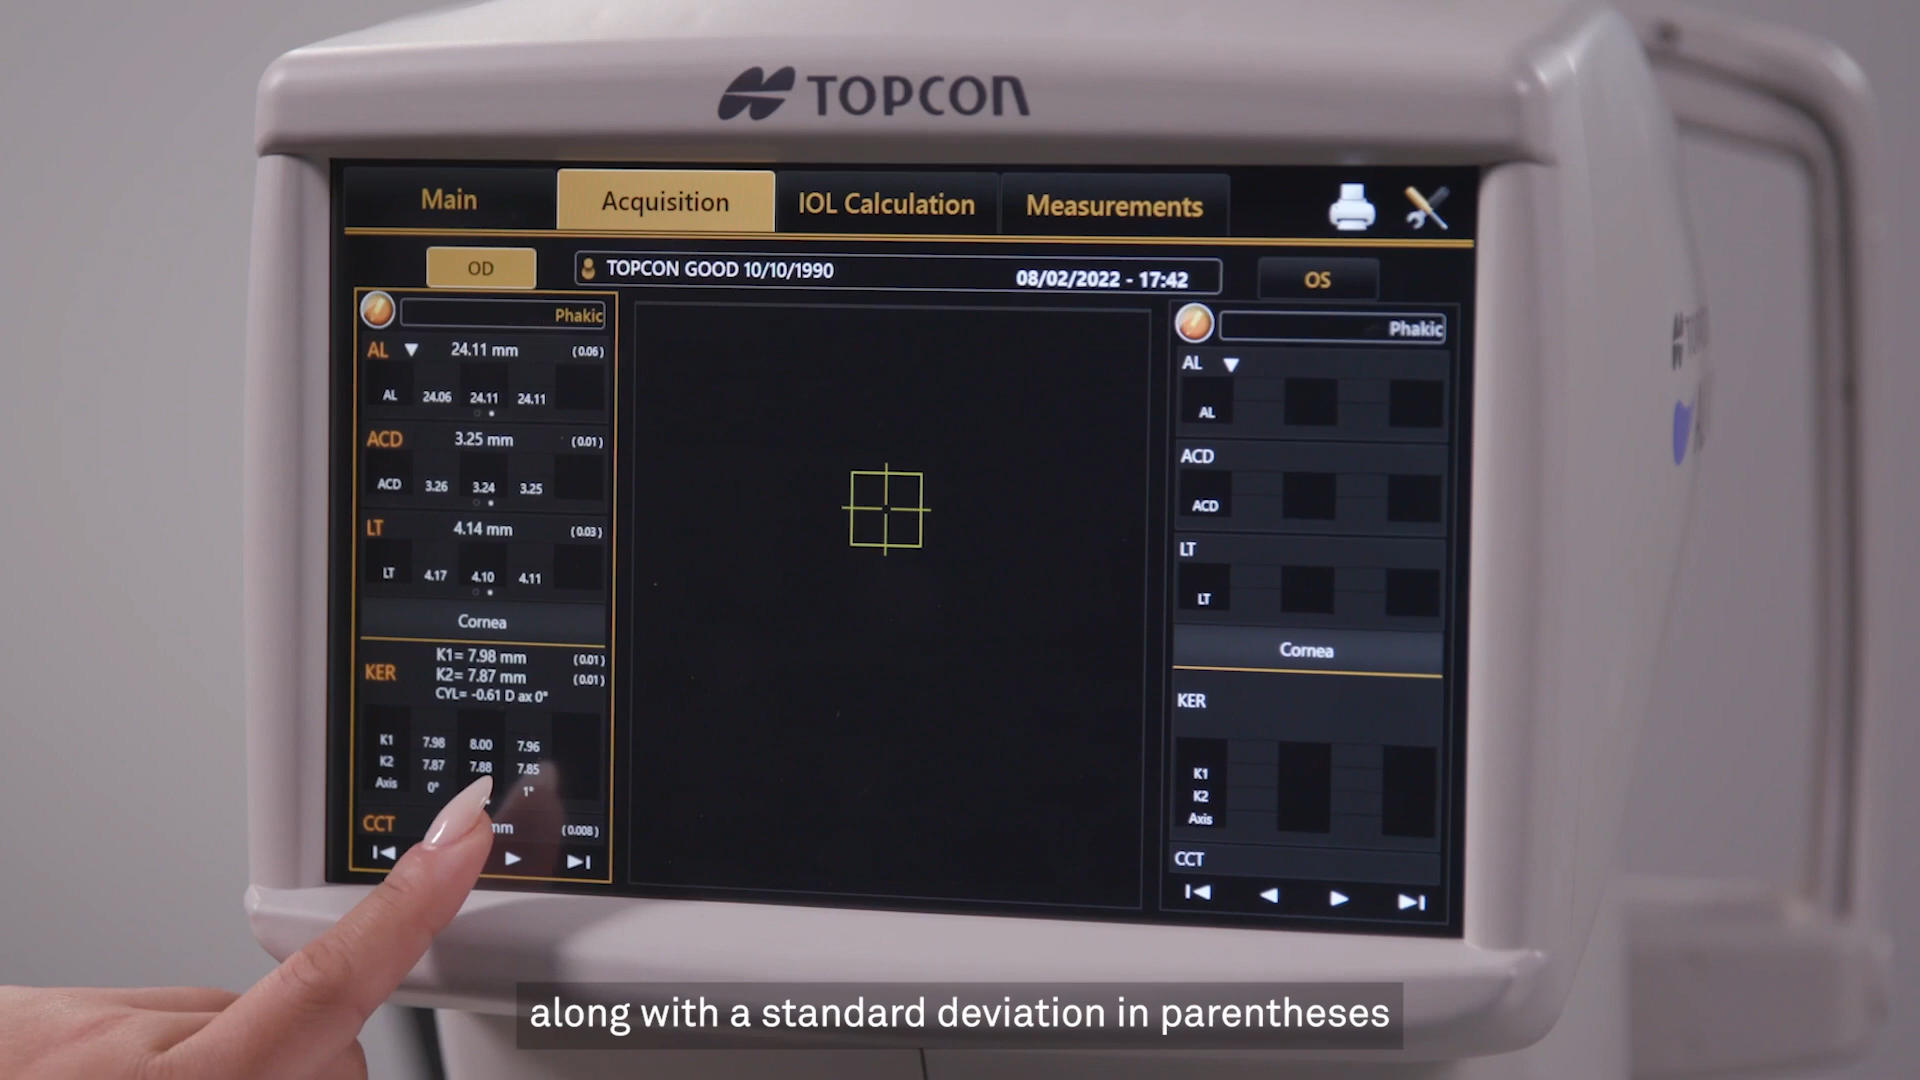 TOPCON
Main Acquisition IOL Calculation Measurements
OD TOPCON GOOD 10/10/1990 08/02/2022 - 17:42 OS
Phakic
AL 24.11 mm (0.06)
AL 24.06 24.11 24.11
ACD 3.25 mm (0.01)
ACD 3.26 3.24 3.25
LT 4.14 mm (0.03)
LT 4.17 4.10 4.11
Cornea
K1= 7.98 mm (0.01)
KER K2= 7.87 mm (0.01)
CYL= -0.61 D ax 0°
K1 7.98 8.00 7.96
K2 7.87 7.88 7.85
Axis 0° 1°
CCT mm (0.008)
Phakic
AL
AL
ACD
ACD
LT
LT
Cornea
KER
K1
K2
Axis
CCT
along with a standard deviation in parentheses